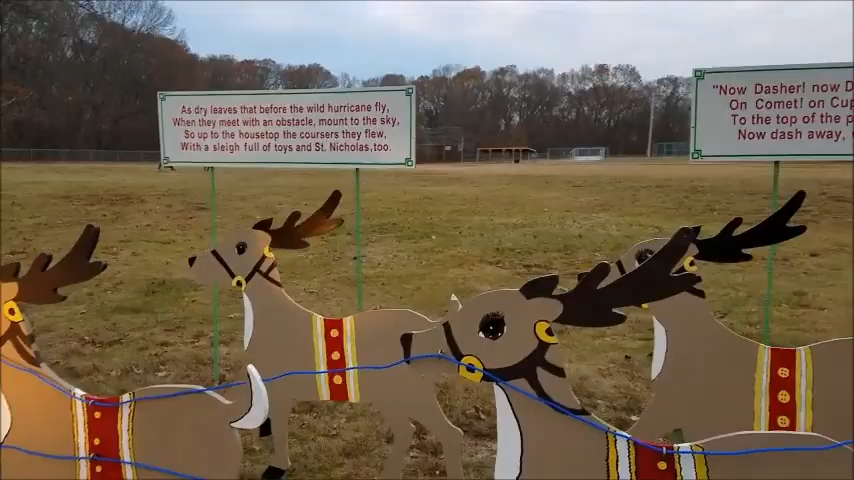 As dry leaves that before the wild hurricane fly,
When they meet with an obstacle, mount to the sky,
So up to the housetop the coursers they flew,
With a sleigh full of toys and St. Nicholas, too.
"Now Dasher! now D
On Comet! on Cup
To the top of the po
Now dash away,